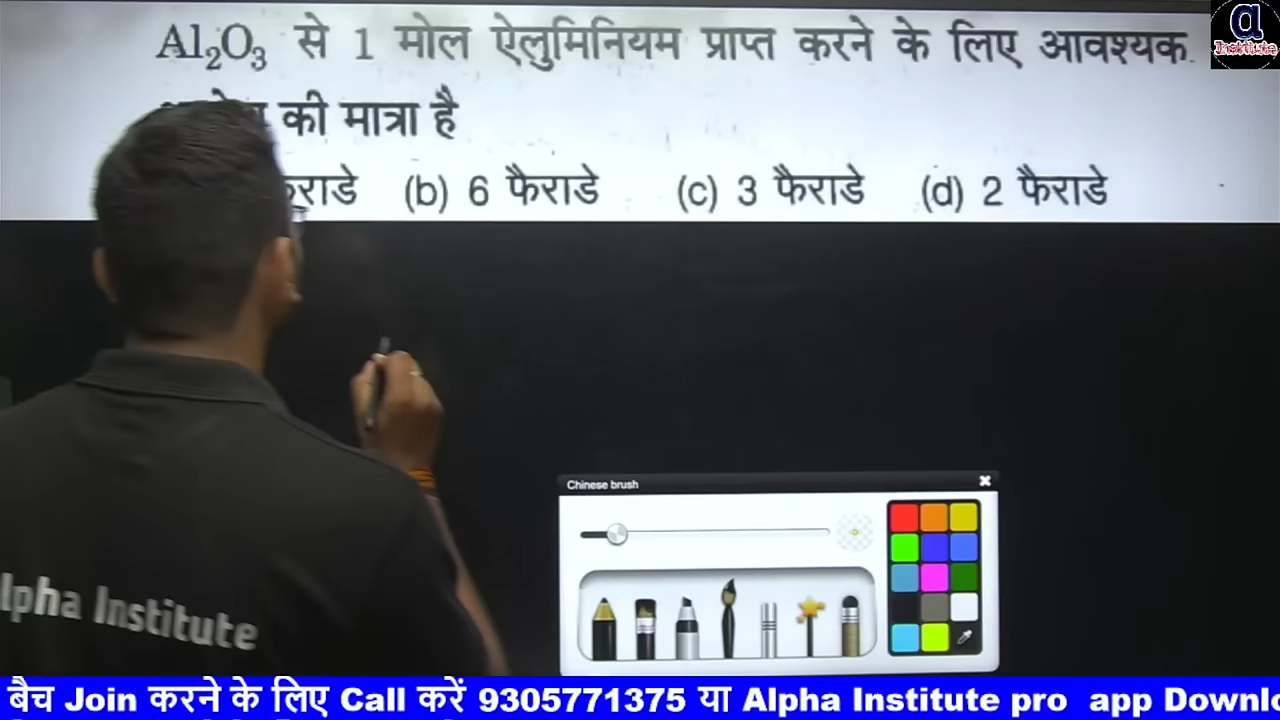 Al₂O₃ से 1 मोल ऐलुमिनियम प्राप्त करने के लिए आवश्यक
की मात्रा है
(b) 6 फैराडे (c) 3 फैराडे (d) 2 फैराडे
α
Institute
Chinese brush
Institute
बैच Join करने के लिए Call करें 9305771375 या Alpha Institute pro app